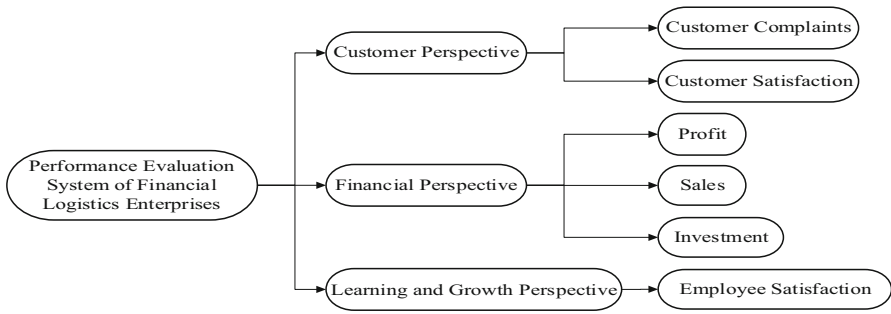 Customer Complaints
Customer Perspective
Customer Satisfaction
Profit
Performance Evaluation
System of Financial
Logistics Enterprises
Financial Perspective
Sales
Investment
Learning and Growth Perspective
Employee Satisfaction